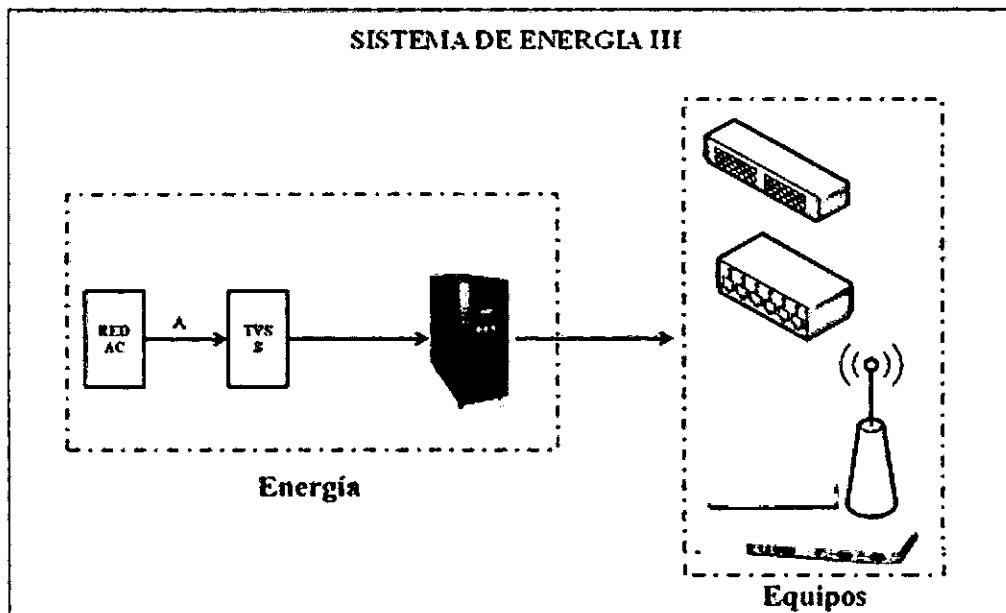 SISTEMA DE ENERGIA III
RED
AC
A
TVS
S
Energía
Equipos